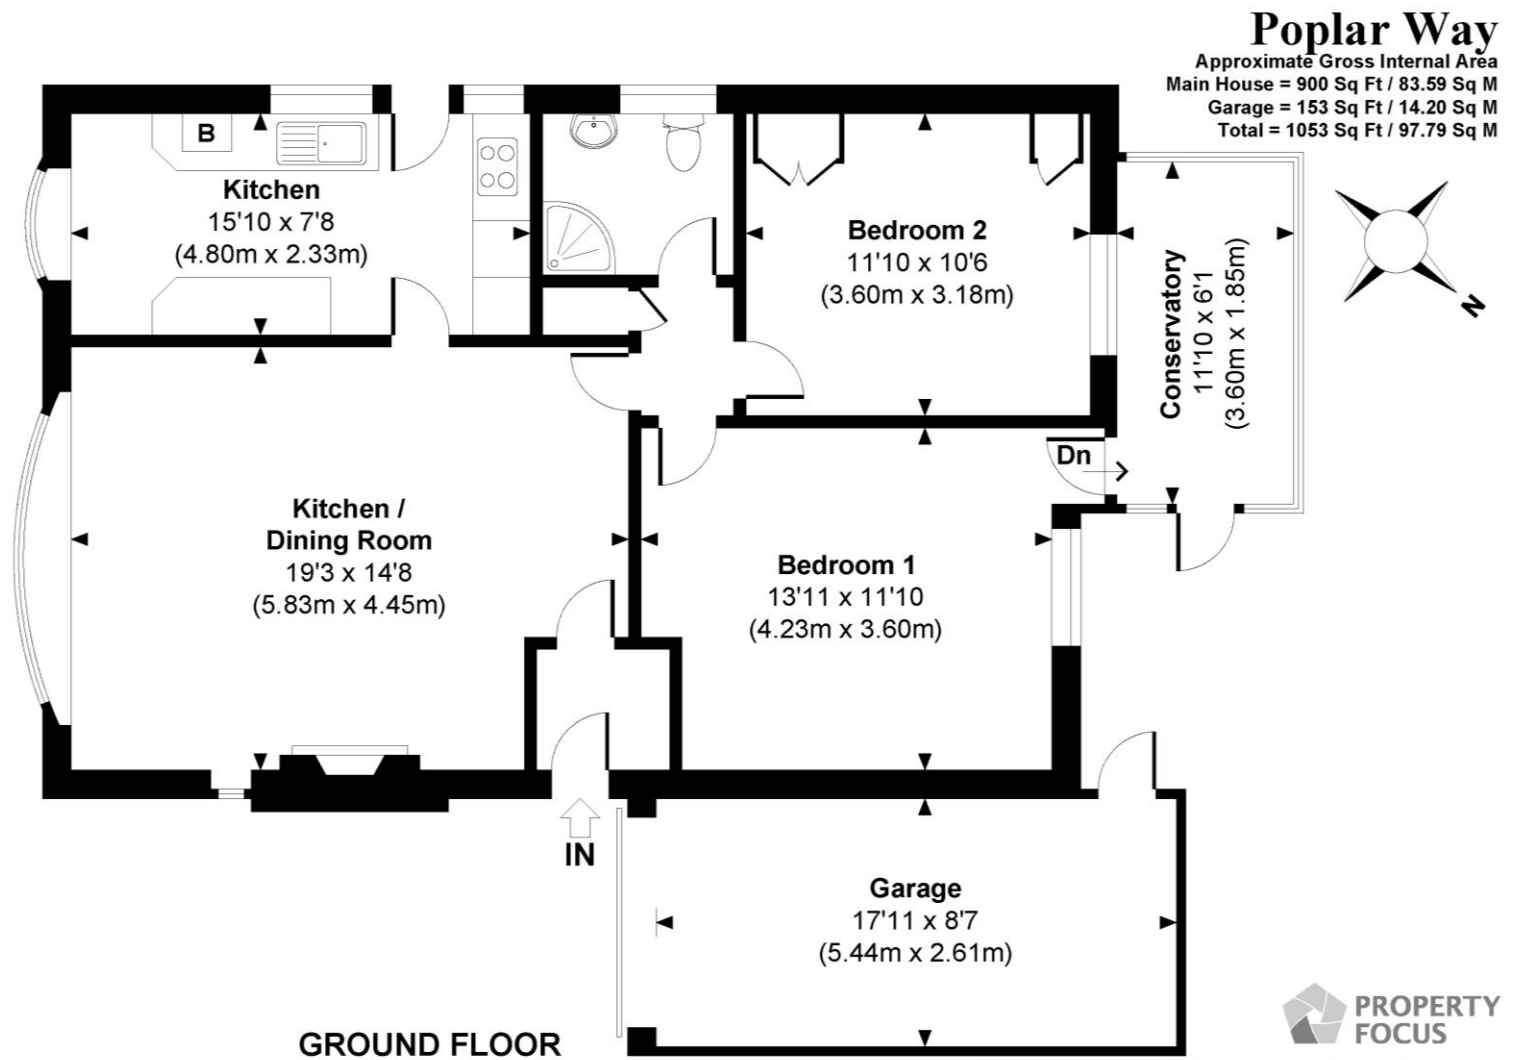 Poplar Way
Approximate Gross Internal Area
Main House = 900 Sq Ft / 83.59 Sq M
Garage = 153 Sq Ft / 14.20 Sq M
Total = 1053 Sq Ft / 97.79 Sq M
B
Kitchen
15'10 x 7'8
(4.80m x 2.33m)
Bedroom 2
11'10 x 10'6
(3.60m x 3.18m)
Conservatory
11'10 x 6'1
(3.60m x 1.85m)
N
Dn
Kitchen /
Dining Room
19'3 x 14'8
(5.83m x 4.45m)
Bedroom 1
13'11 x 11'10
(4.23m x 3.60m)
IN
Garage
17'11 x 8'7
(5.44m x 2.61m)
GROUND FLOOR
PROPERTY
FOCUS